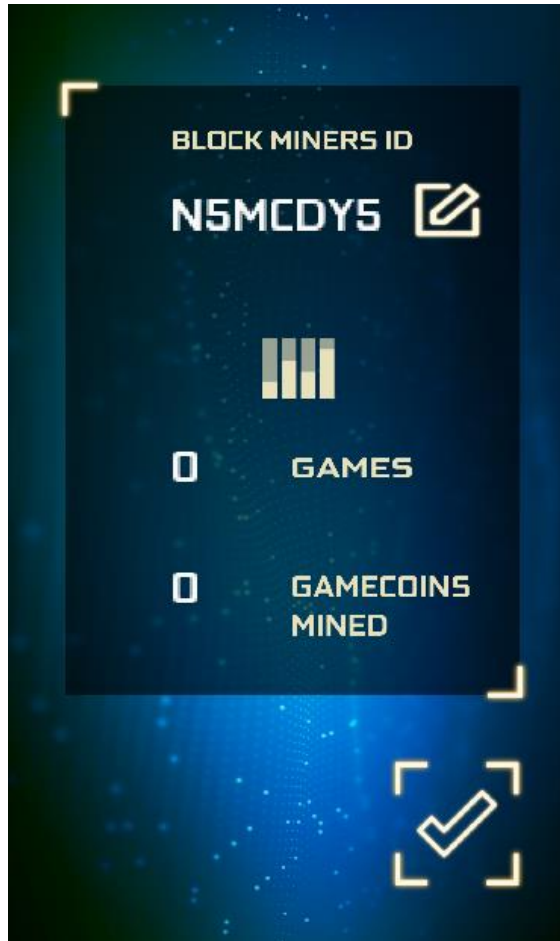 BLOCK MINERS ID
N5MCDY5
0 GAMES
0 GAMECOINS
MINED